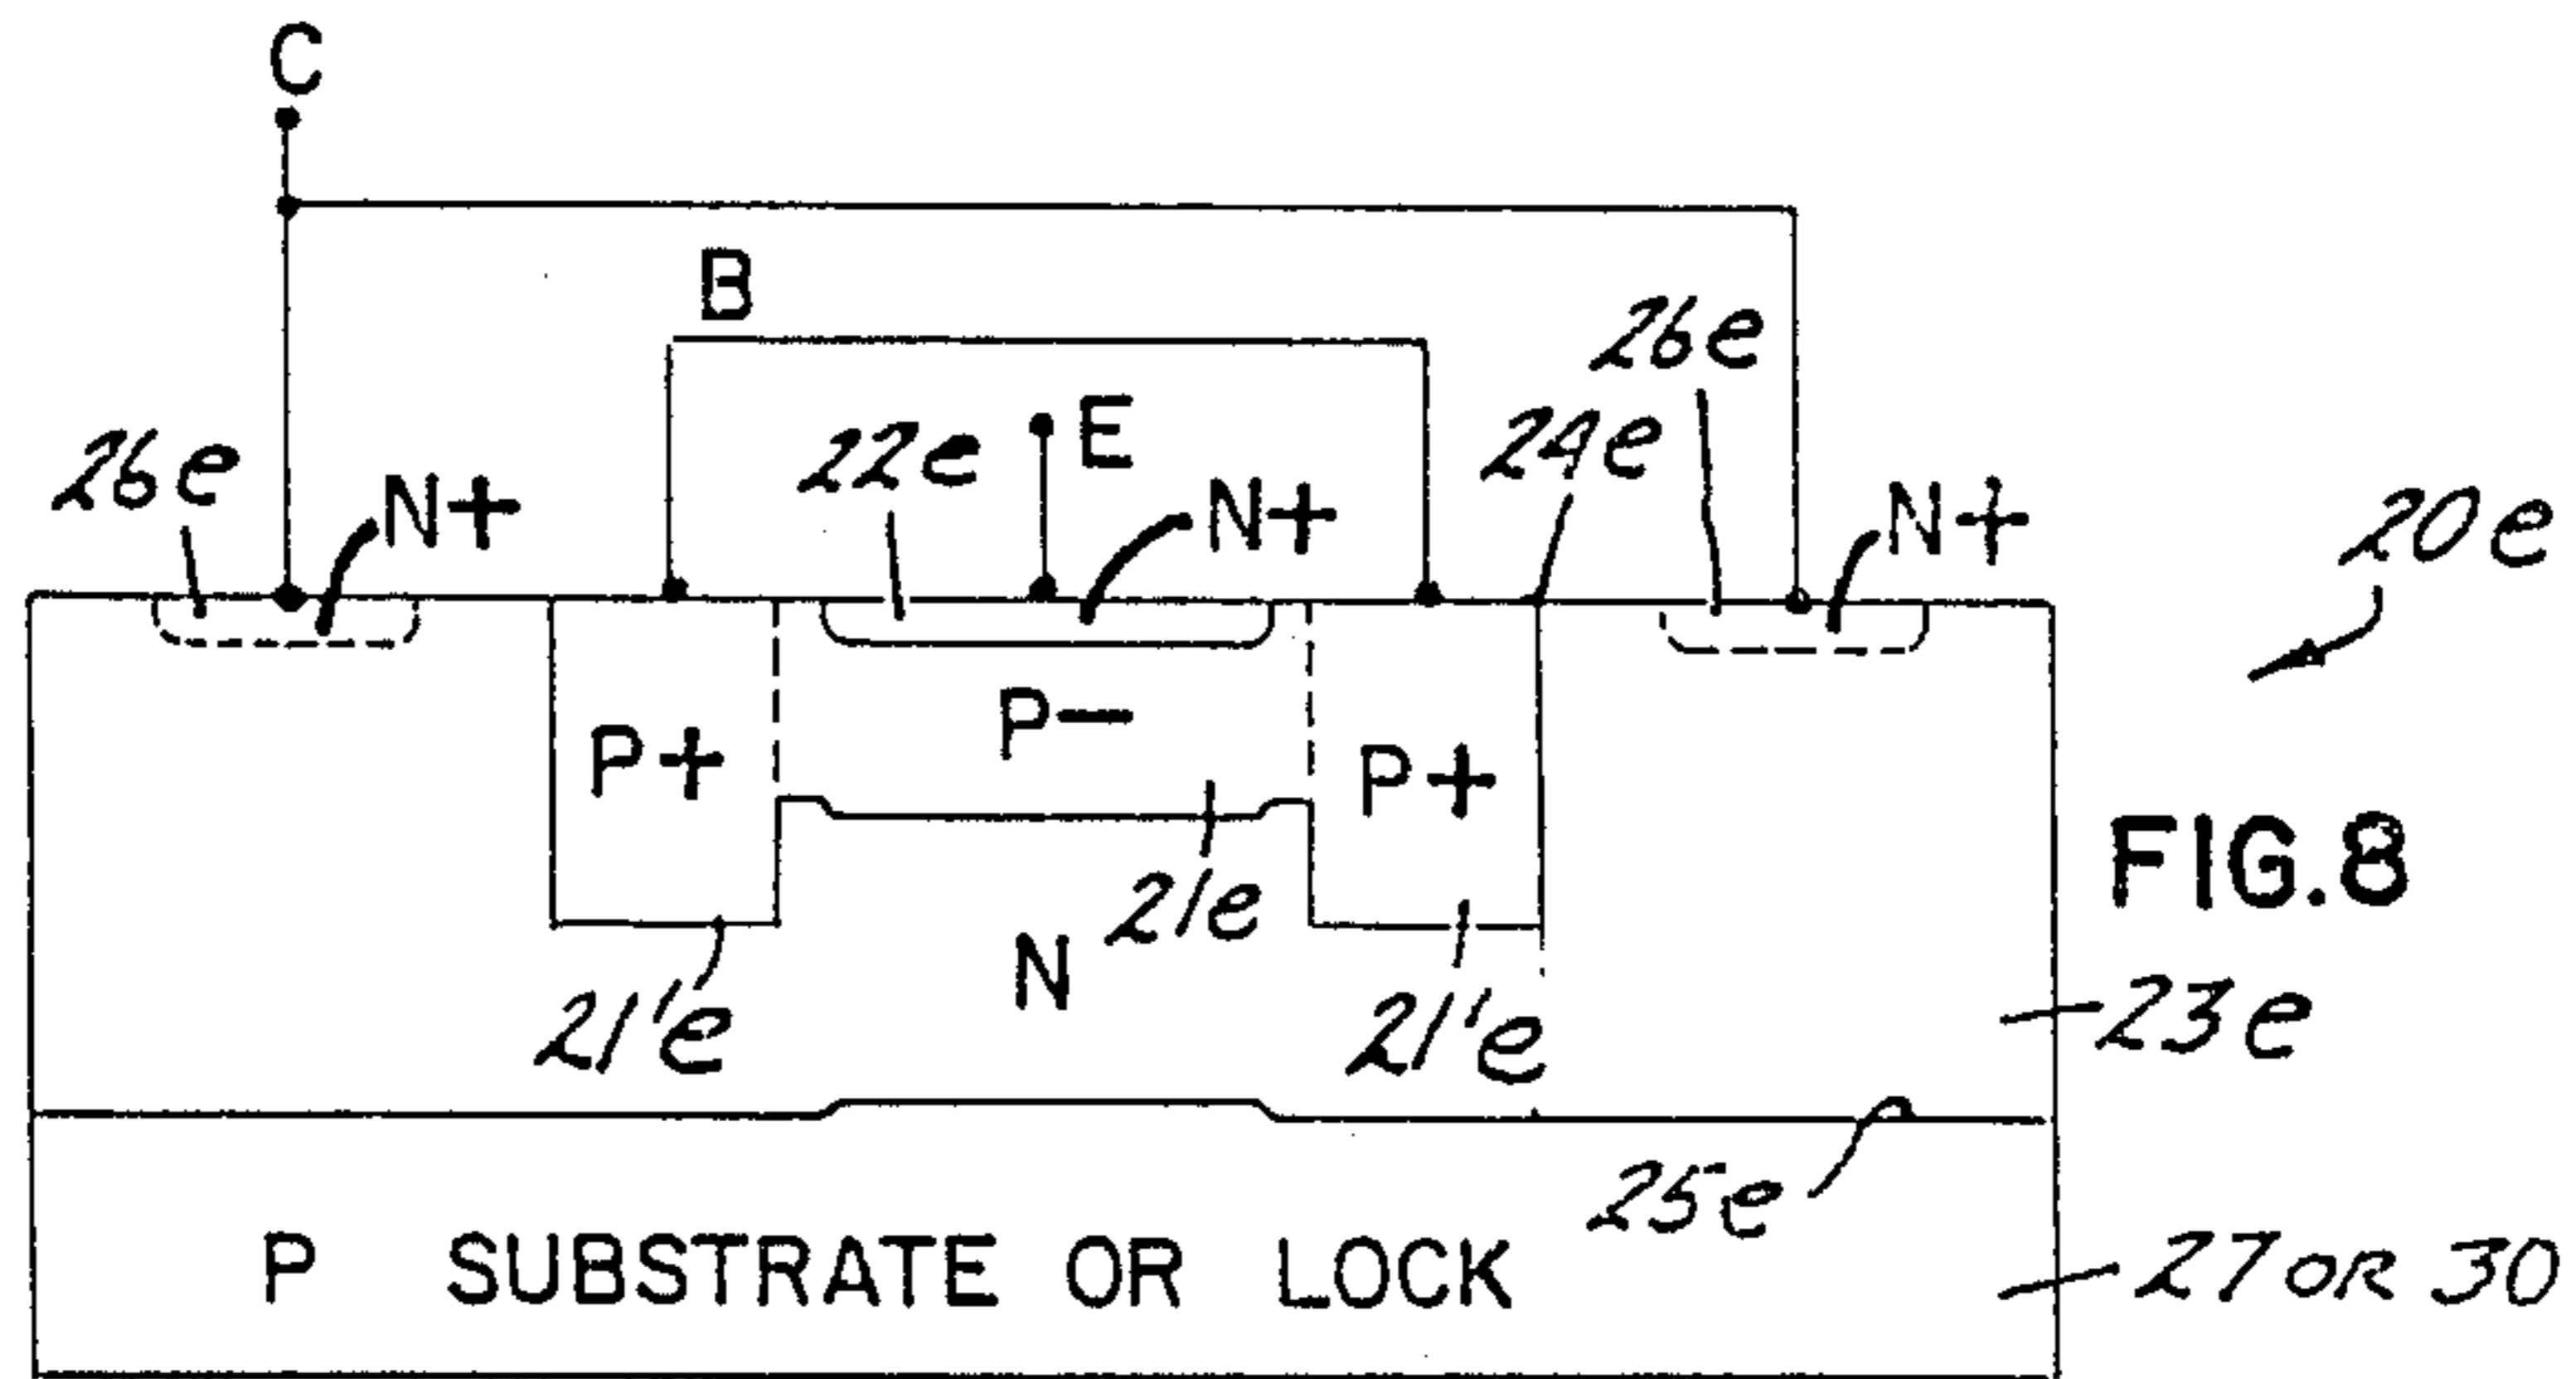 C
B
26e
E
22e
24e
26e
N+
N+
N+
20e
P-
P+
P+
FIG.8
21e
N
21'e
21'e
23e
25e
P SUBSTRATE OR LOCK
27 OR 30